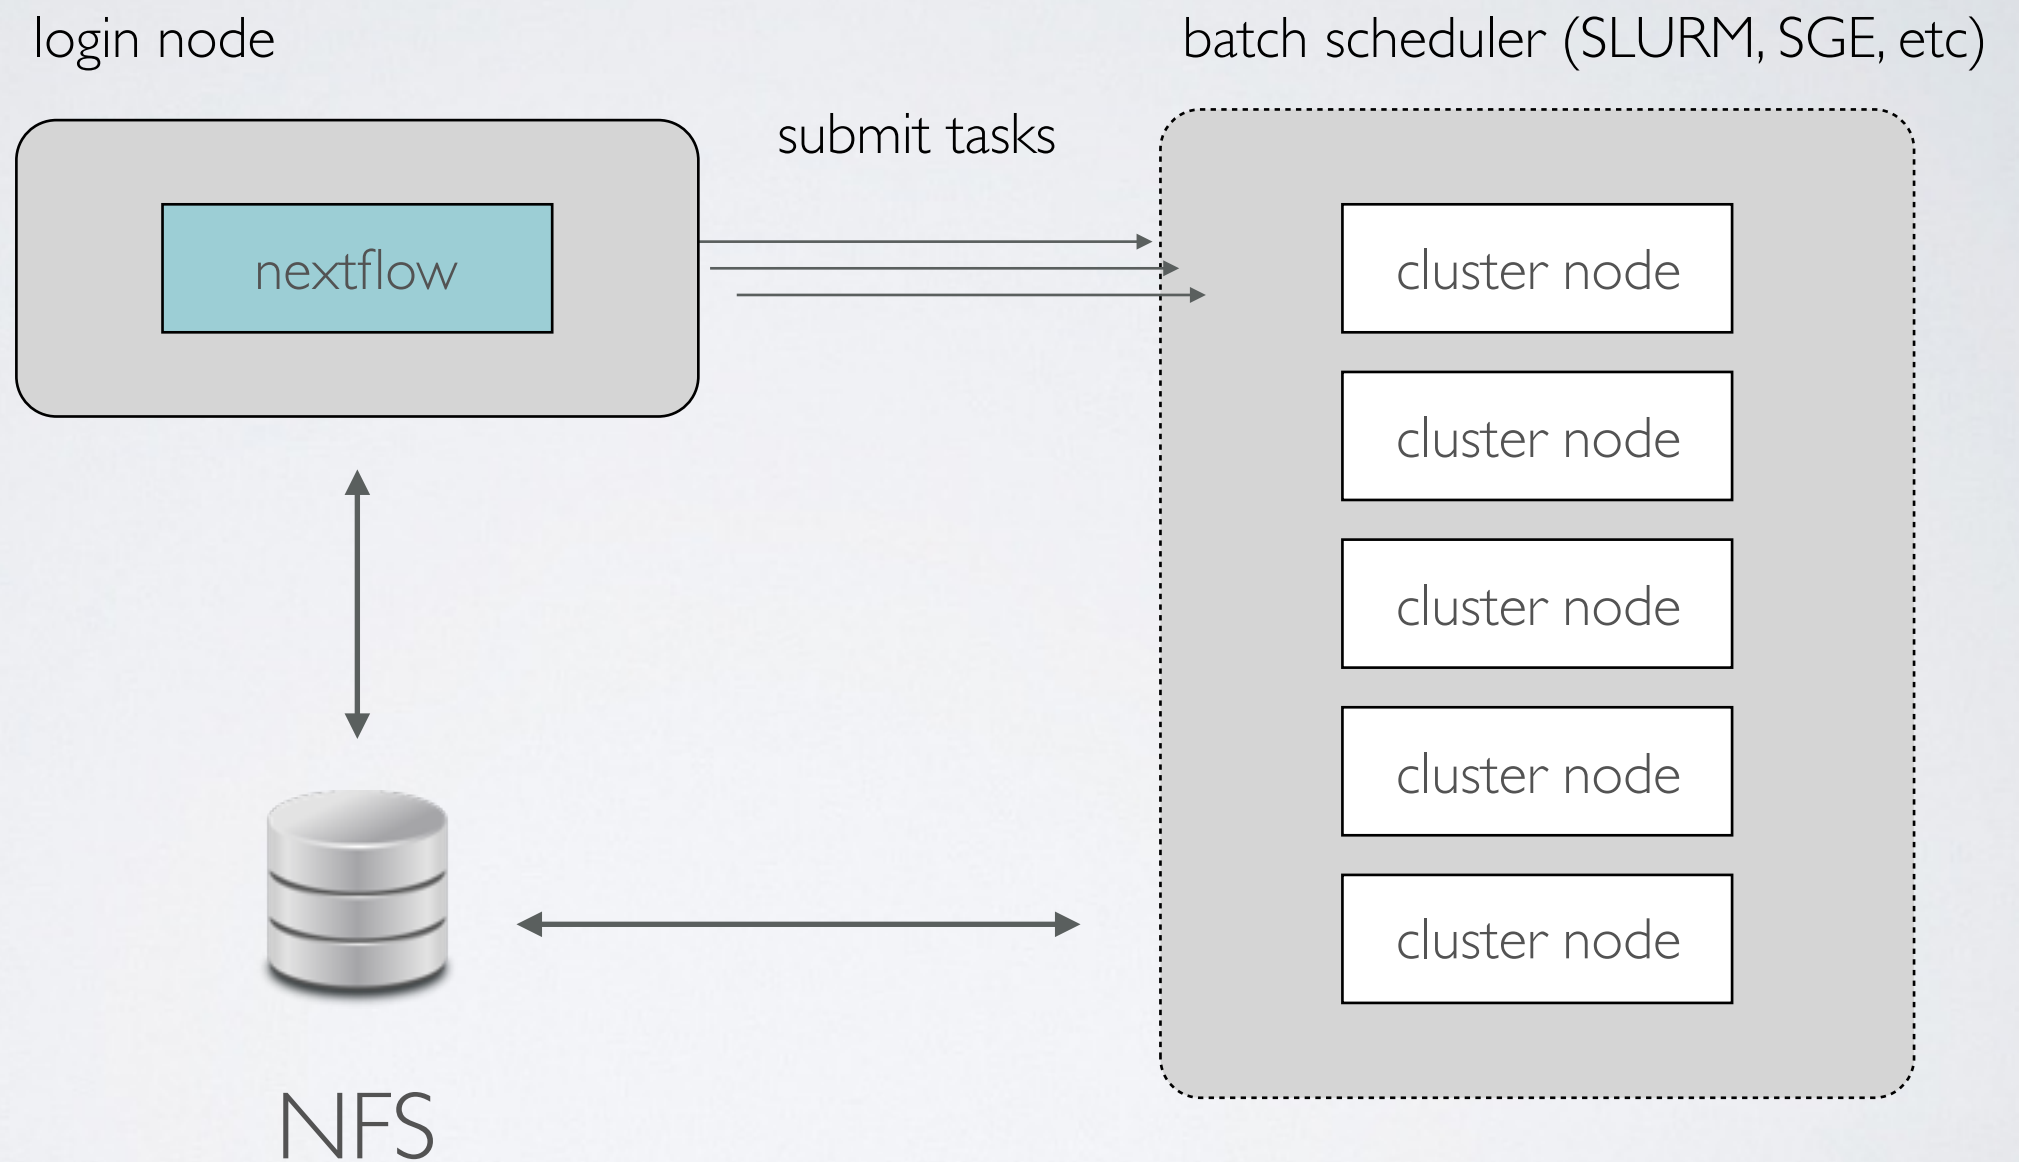 login node
batch scheduler (SLURM, SGE, etc)
submit tasks
nextflow
cluster node
cluster node
cluster node
cluster node
cluster node
NFS